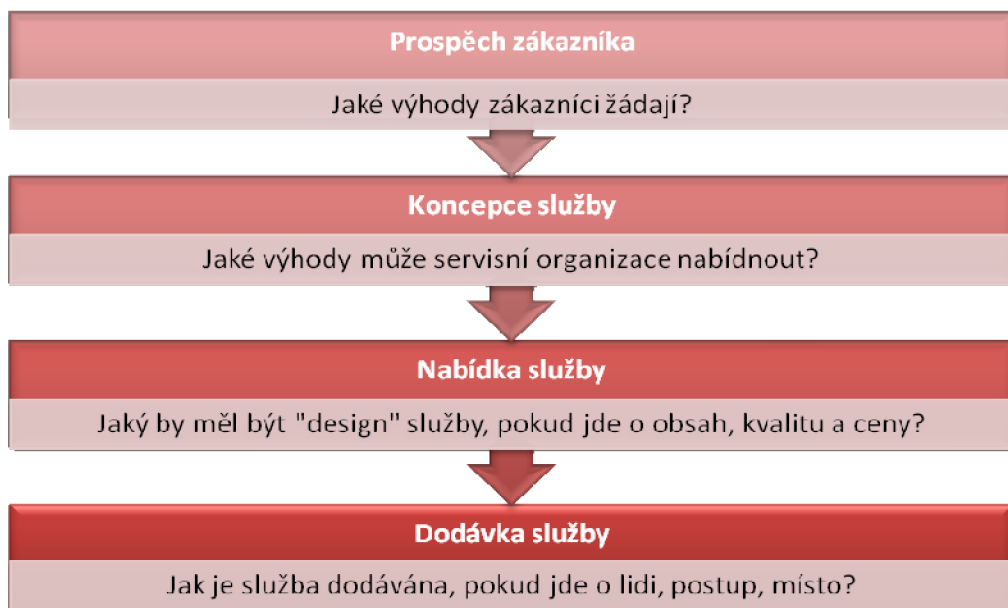 Prospěch zákazníka
Jaké výhody zákazníci žádají?
Koncepce služby
Jaké výhody může servisní organizace nabídnout?
Nabídka služby
Jaký by měl být "design" služby, pokud jde o obsah, kvalitu a ceny?
Dodávka služby
Jak je služba dodávána, pokud jde o lidi, postup, místo?